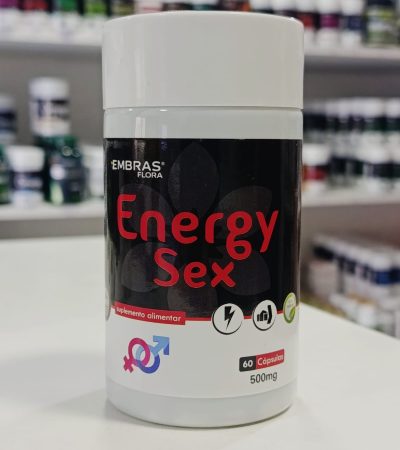 EMBRAS®
FLORA
Energy
Sex
suplemento alimentar
60 Cápsulas
500mg